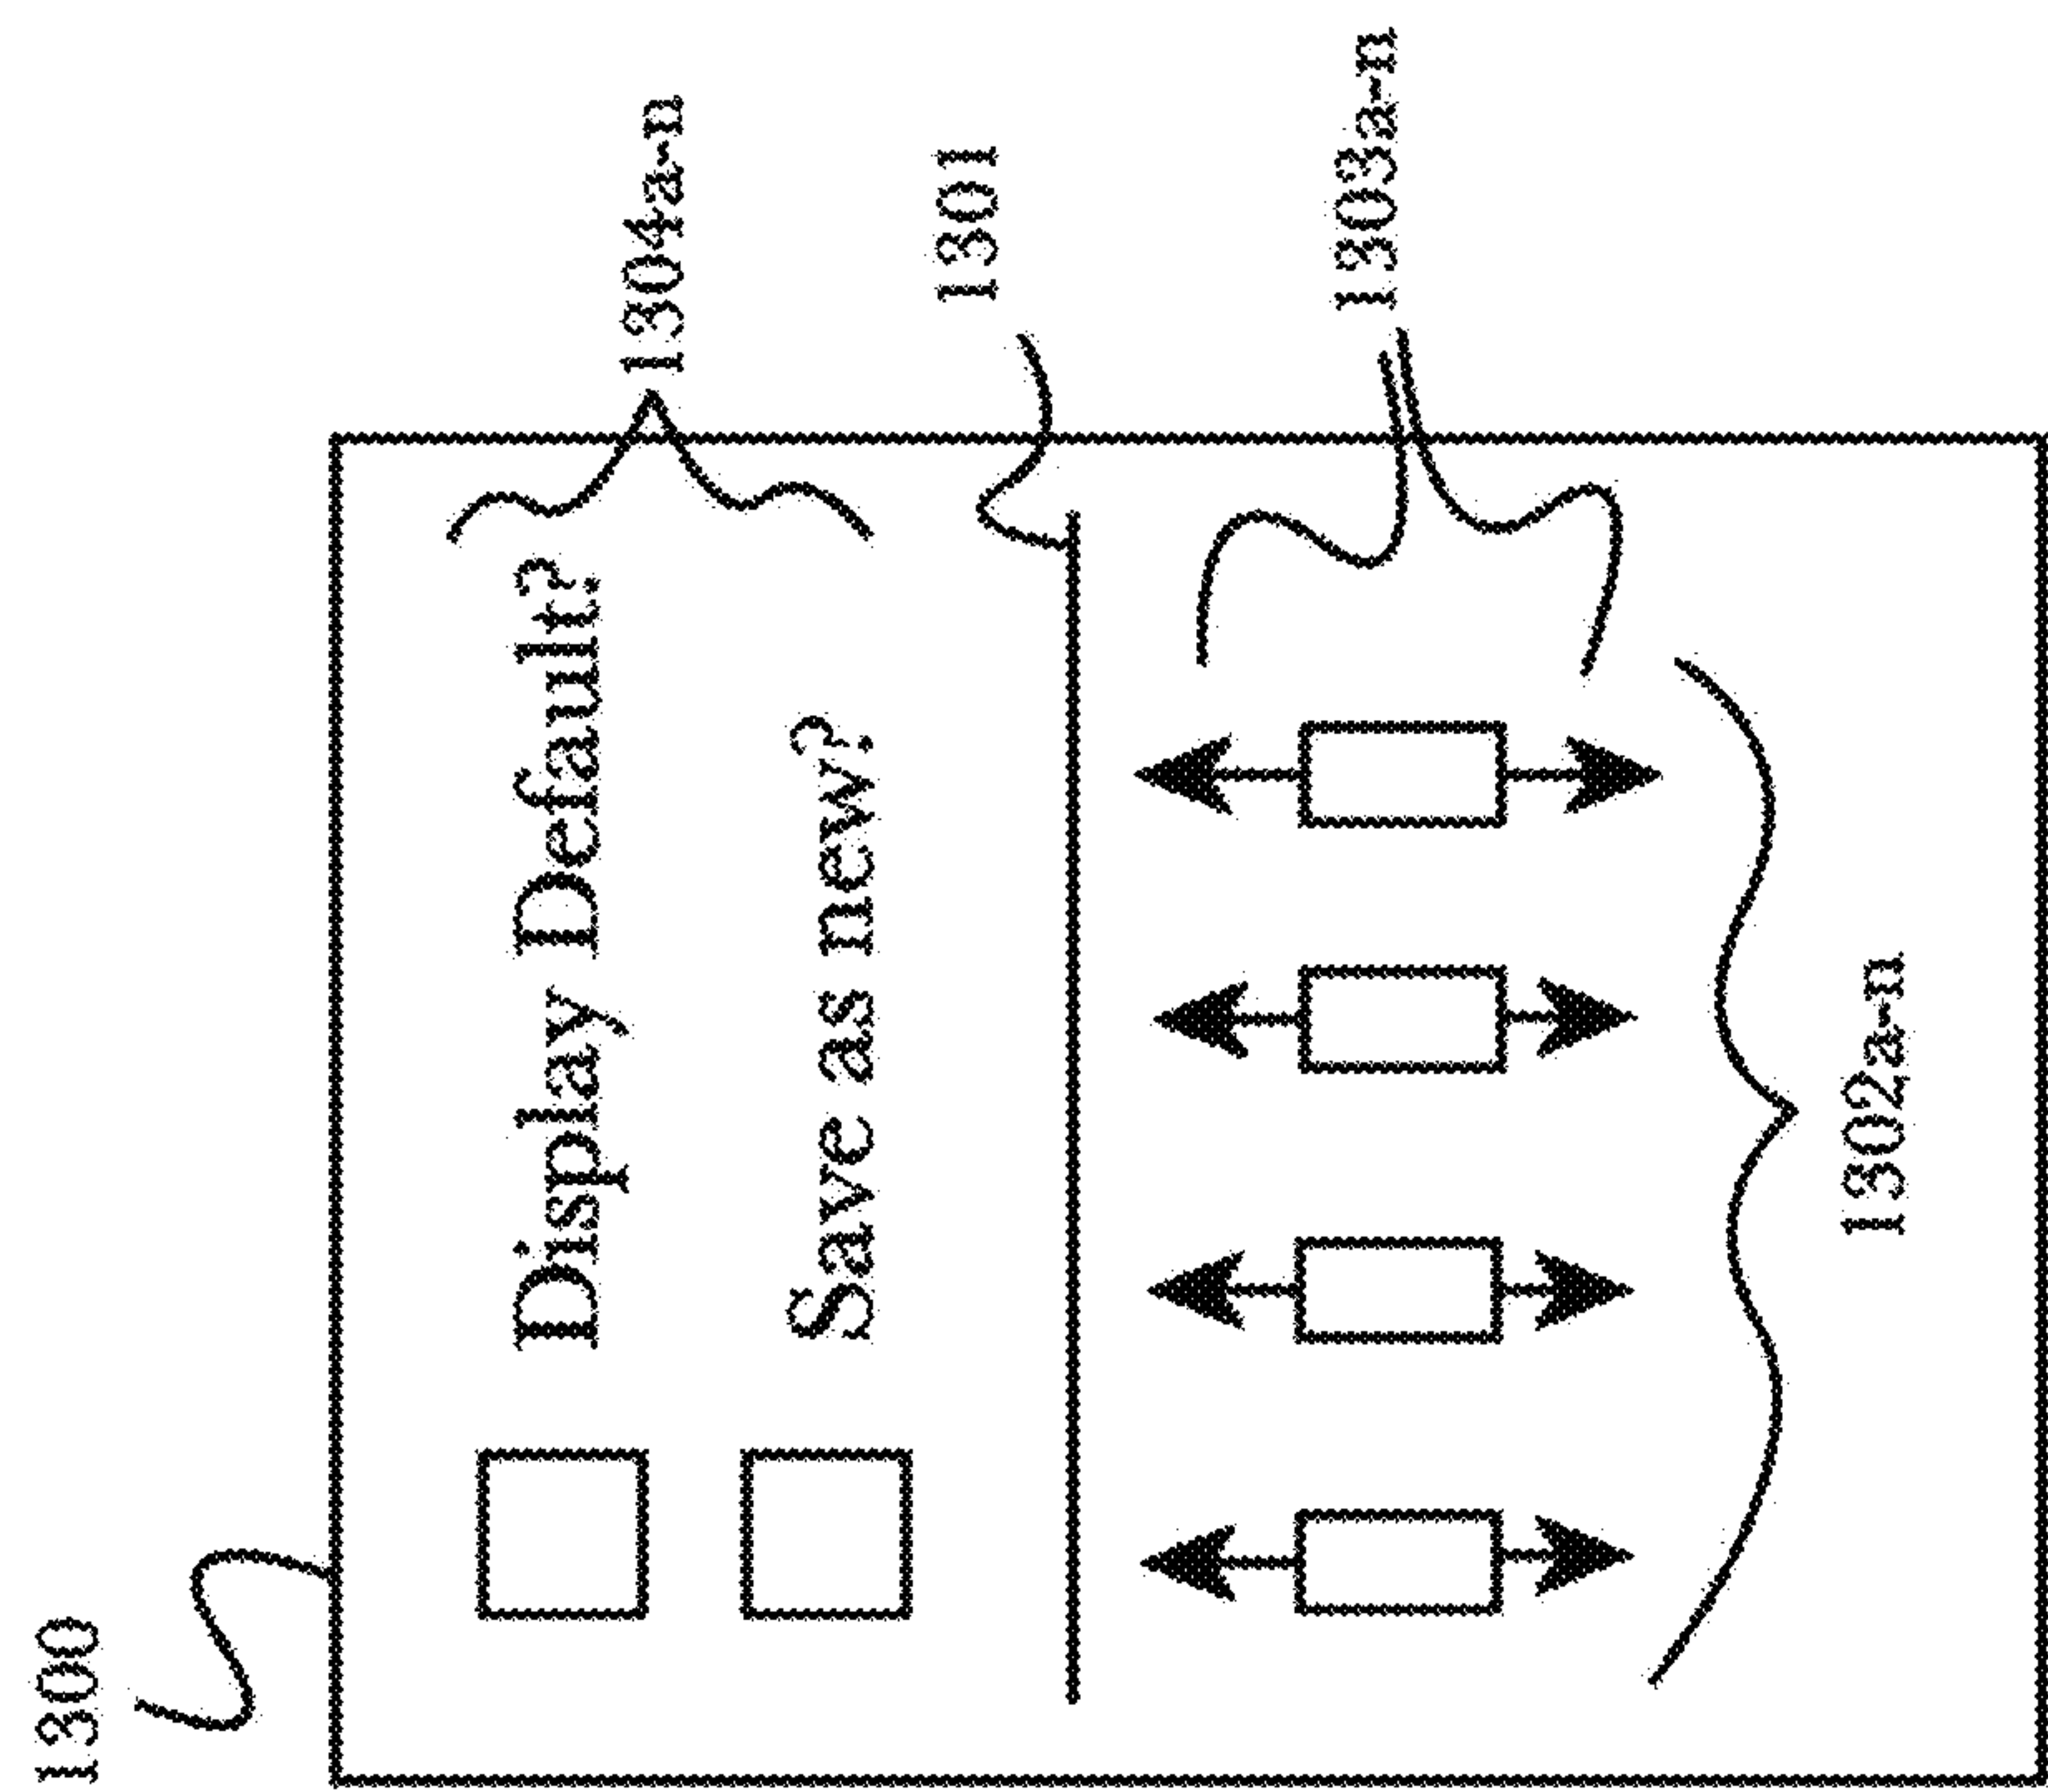 1300
Display Default?
1304a-n
Save as new?
1301
1303a-n
1302a-n